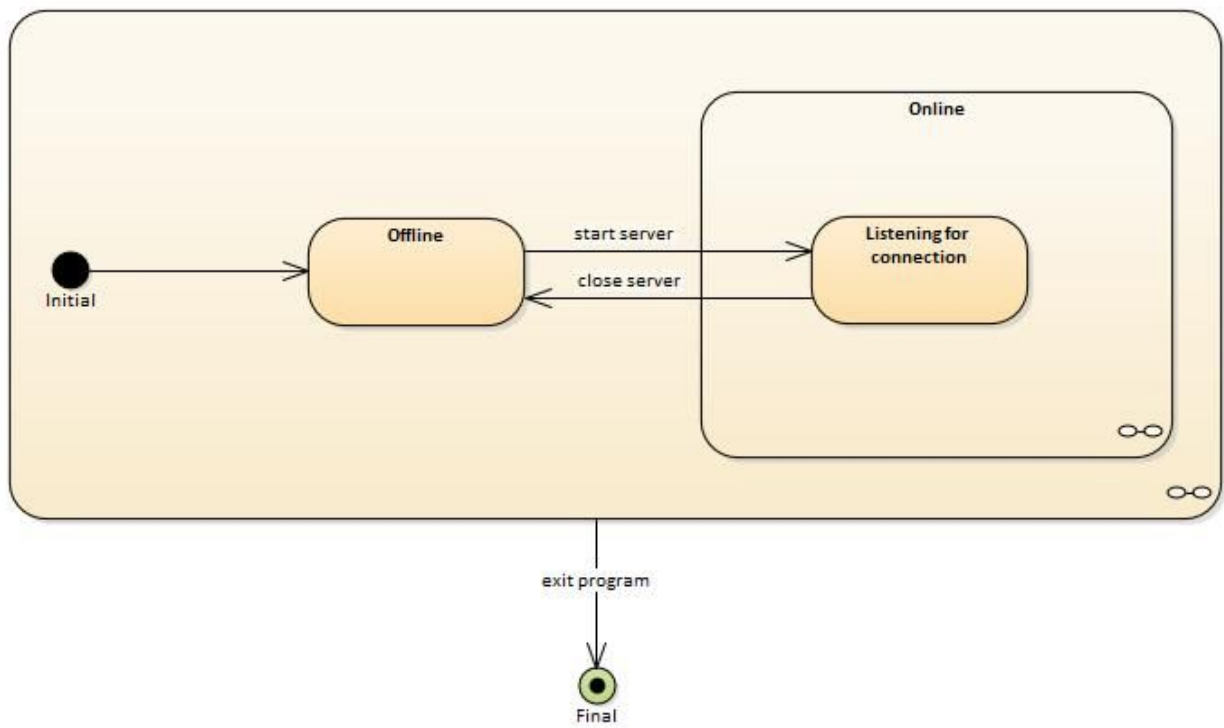 Online
Initial
Offline
start server
close server
Listening for
connection
exit program
Final